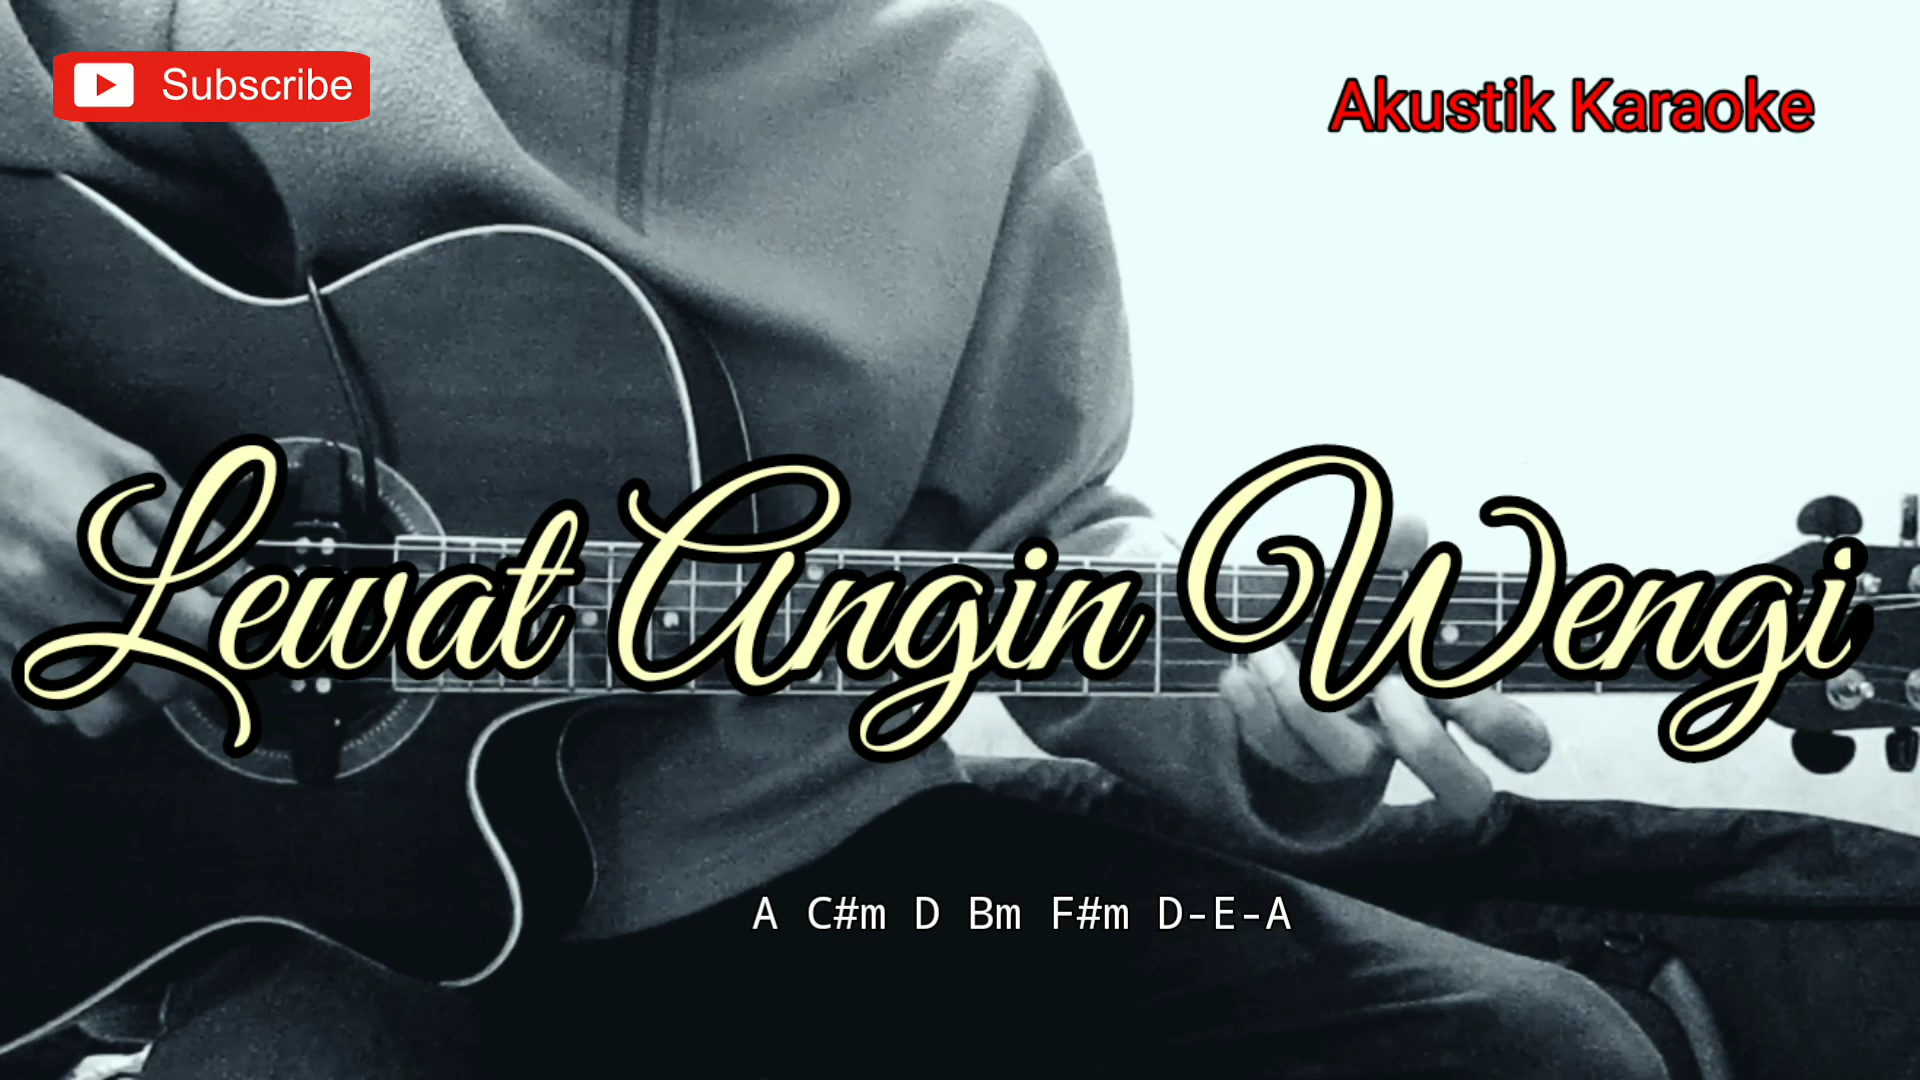 Subscribe
Akustik Karaoke
Lewat Angin Wengi
A C#m D Bm F#m D-E-A